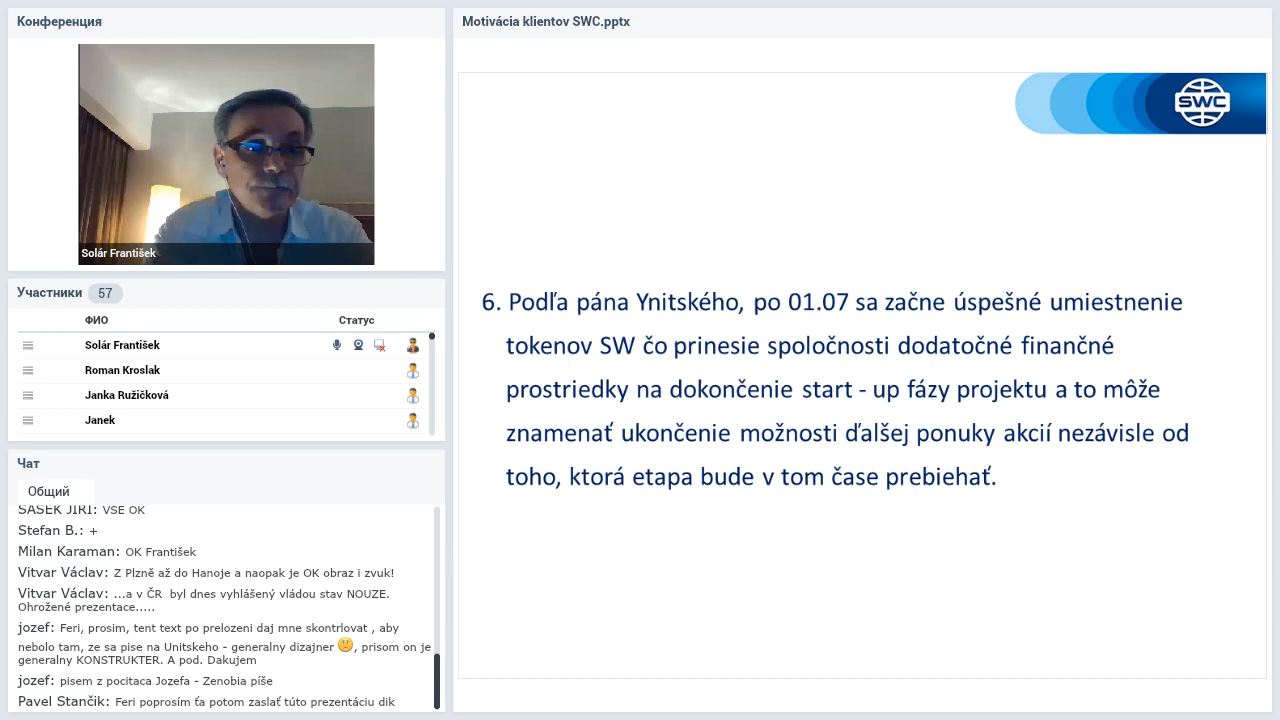 Конференция
Solár František
Участники 57
ФИО Статус
Solár František
Roman Kroslak
Janka Ružičková
Janek
Чат
Общий
SASEK JIRI: VSE OK
Stefan B.: +
Milan Karaman: OK František
Vitvar Václav: Z Plzně až do Hanoje a naopak je OK obraz i zvuk!
Vitvar Václav: ...a v ČR byl dnes vyhlášený vládou stav NOUZE.
Ohrožené prezentace.....
jozef: Feri, prosim, tent text po prelozeni daj mne skontrlovat , aby
nebolo tam, ze sa pise na Unitskeho - generalny dizajner , prisom on je
generalny KONSTRUKTER. A pod. Dakujem
jozef: pisem z pocitaca Jozefa - Zenobia píše
Pavel Stančik: Feri poprosím ťa potom zaslať túto prezentáciu dik
Motivácia klientov SWC.pptx
SWC
6. Podľa pána Ynitského, po 01.07 sa začne úspešné umiestnenie
tokenov SW čo prinesie spoločnosti dodatočné finančné
prostriedky na dokončenie start - up fázy projektu a to môže
znamenať ukončenie možnosti ďalšej ponuky akcií nezávisle od
toho, ktorá etapa bude v tom čase prebiehať.